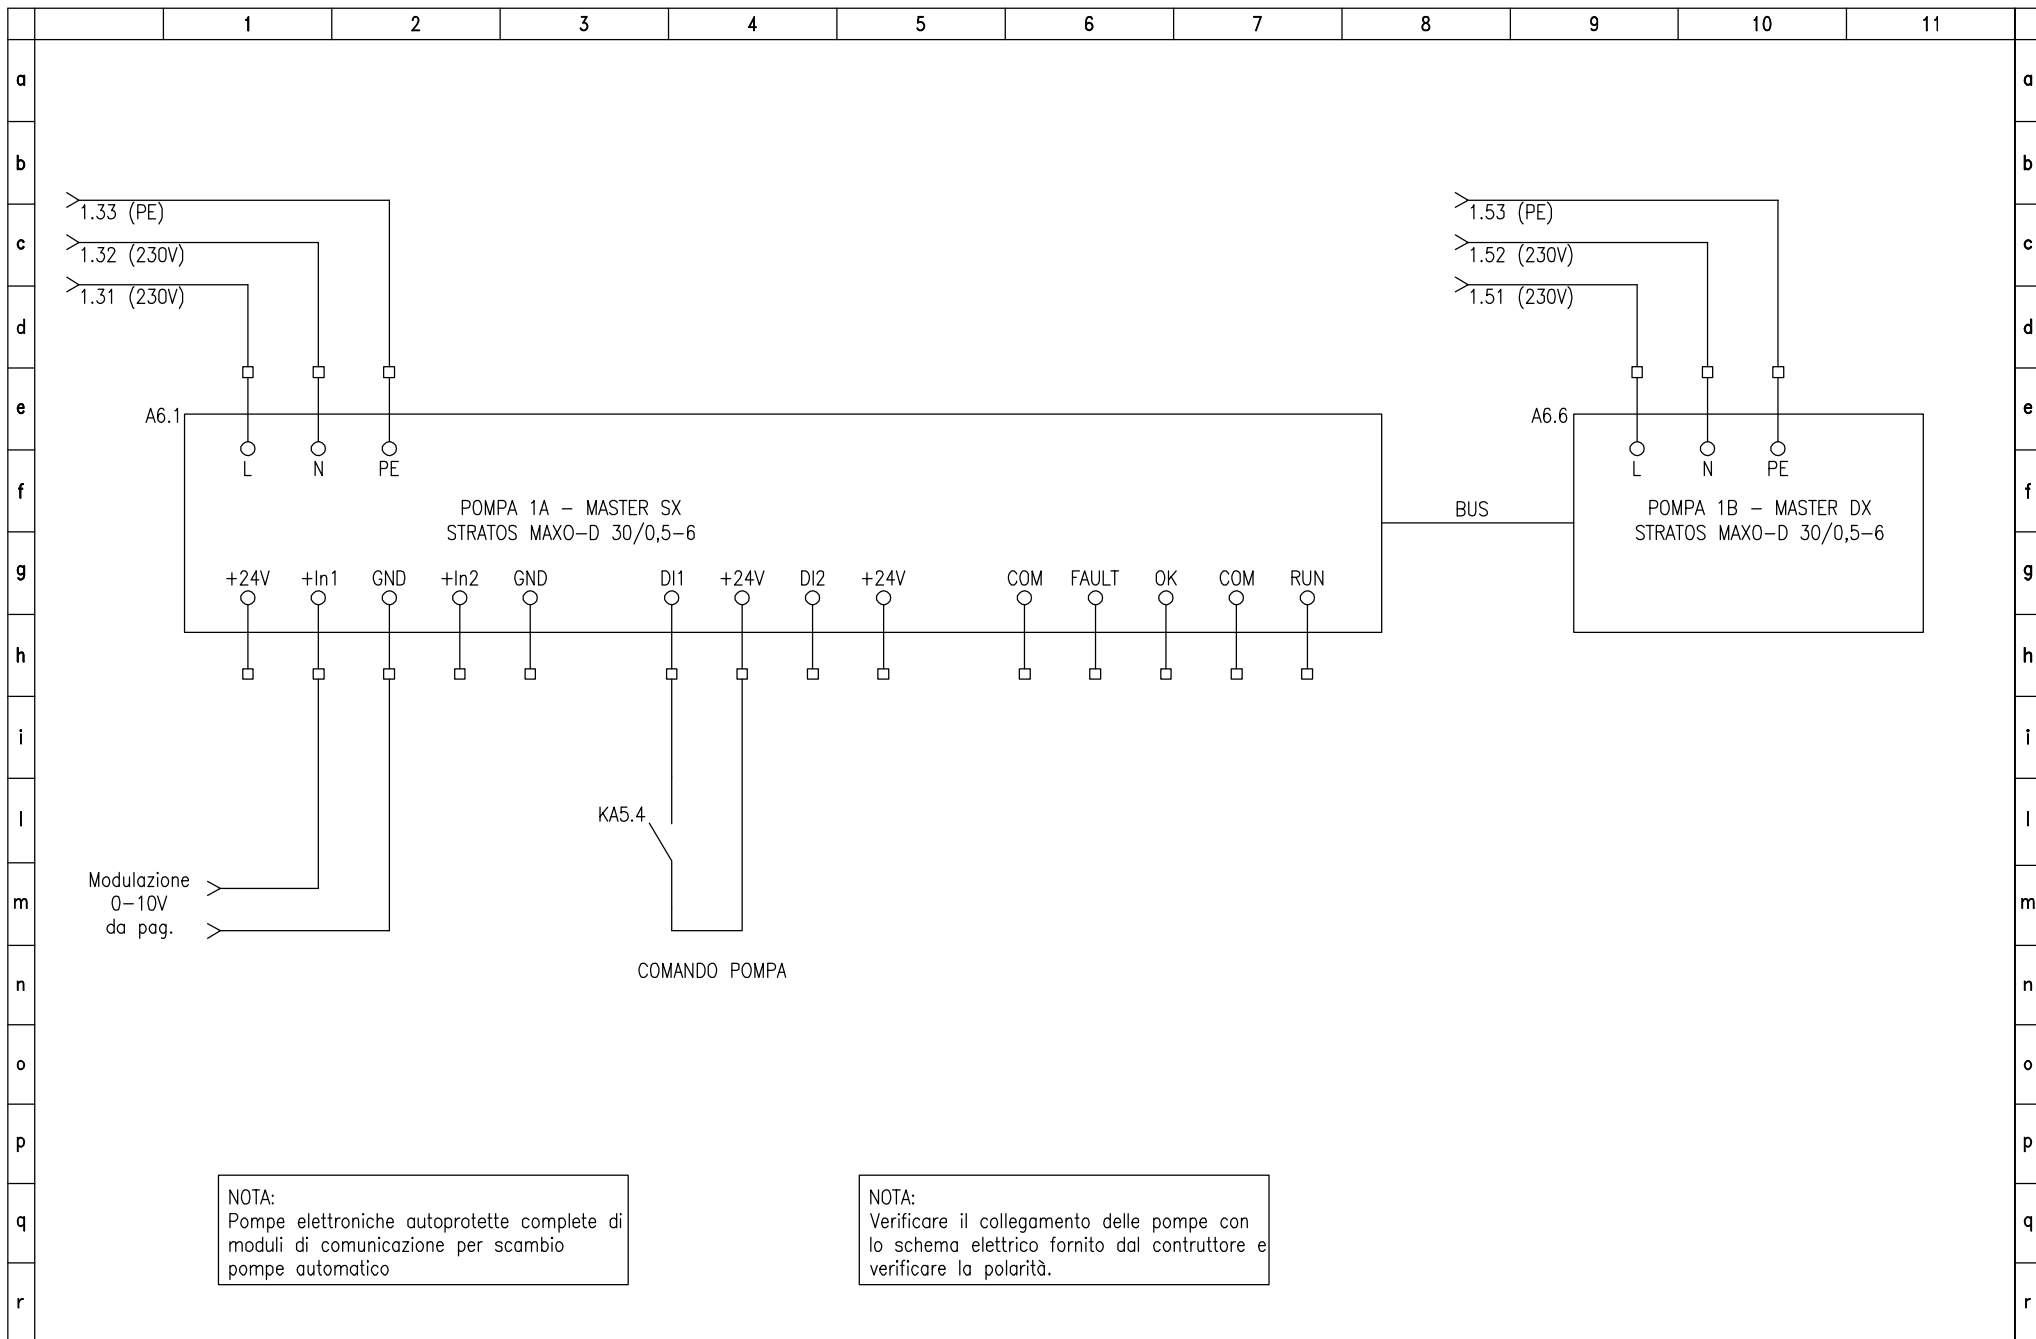 1 2 3 4 5 6 7 8 9 10 11
a a
b b
1.33 (PE) 1.53 (PE)
c c
1.32 (230V) 1.52 (230V)
1.31 (230V) 1.51 (230V)
d d
e e
A6.1 A6.6
L N PE L N PE
f f
POMPA 1A - MASTER SX
STRATOS MAXO-D 30/0,5-6
BUS
POMPA 1B - MASTER DX
STRATOS MAXO-D 30/0,5-6
g g
+24V +In1 GND +In2 GND DI1 +24V DI2 +24V COM FAULT OK COM RUN
h h
i i
KA5.4
l l
Modulazione
0-10V
da pag.
m m
COMANDO POMPA
n n
o o
p p
NOTA:
Pompe elettroniche autoprotette complete di
moduli di comunicazione per scambio
pompe automatico
NOTA:
Verificare il collegamento delle pompe con
lo schema elettrico fornito dal contruttore e
verificare la polarità.
q q
r r